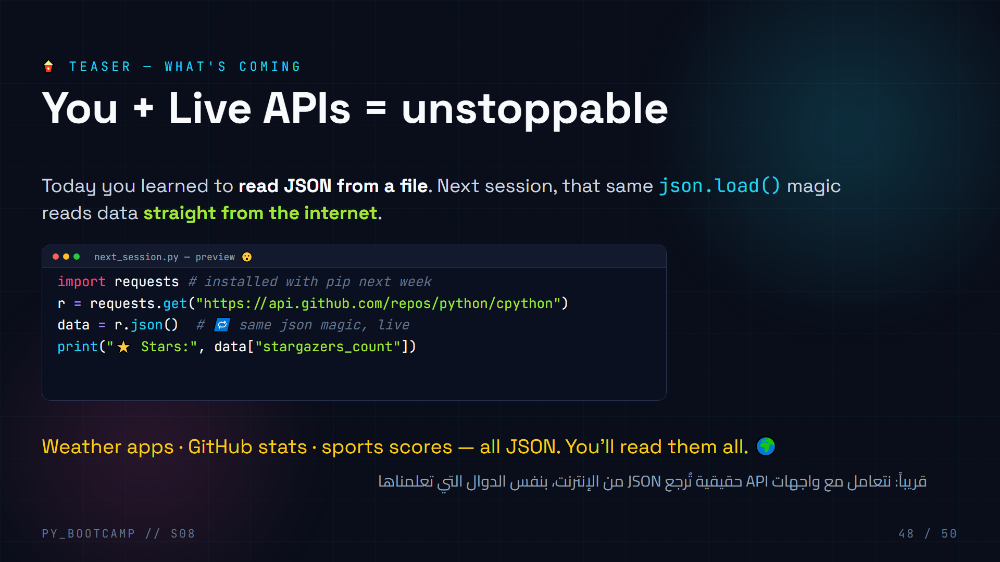 🍿 TEASER — WHAT'S COMING
You + Live APIs = unstoppable
Today you learned to read JSON from a file. Next session, that same json.load() magic
reads data straight from the internet.
next_session.py — preview 😮
import requests # installed with pip next week
r = requests.get("https://api.github.com/repos/python/cpython")
data = r.json()  # 🔁 same json magic, live
print("⭐ Stars:", data["stargazers_count"])
Weather apps · GitHub stats · sports scores — all JSON. You’ll read them all. 🌍
قريباً: نتعامل مع واجهات API حقيقية تُرجع JSON من الإنترنت، بنفس الدوال التي تعلمناها
PY_BOOTCAMP // S08
48 / 50